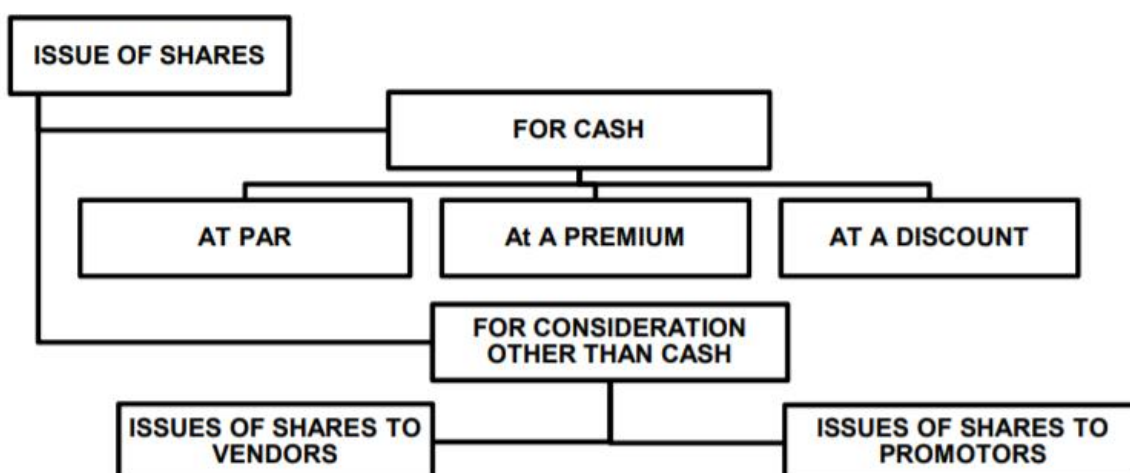 ISSUE OF SHARES
FOR CASH
AT PAR
At A PREMIUM
AT A DISCOUNT
FOR CONSIDERATION
OTHER THAN CASH
ISSUES OF SHARES TO
VENDORS
ISSUES OF SHARES TO
PROMOTORS